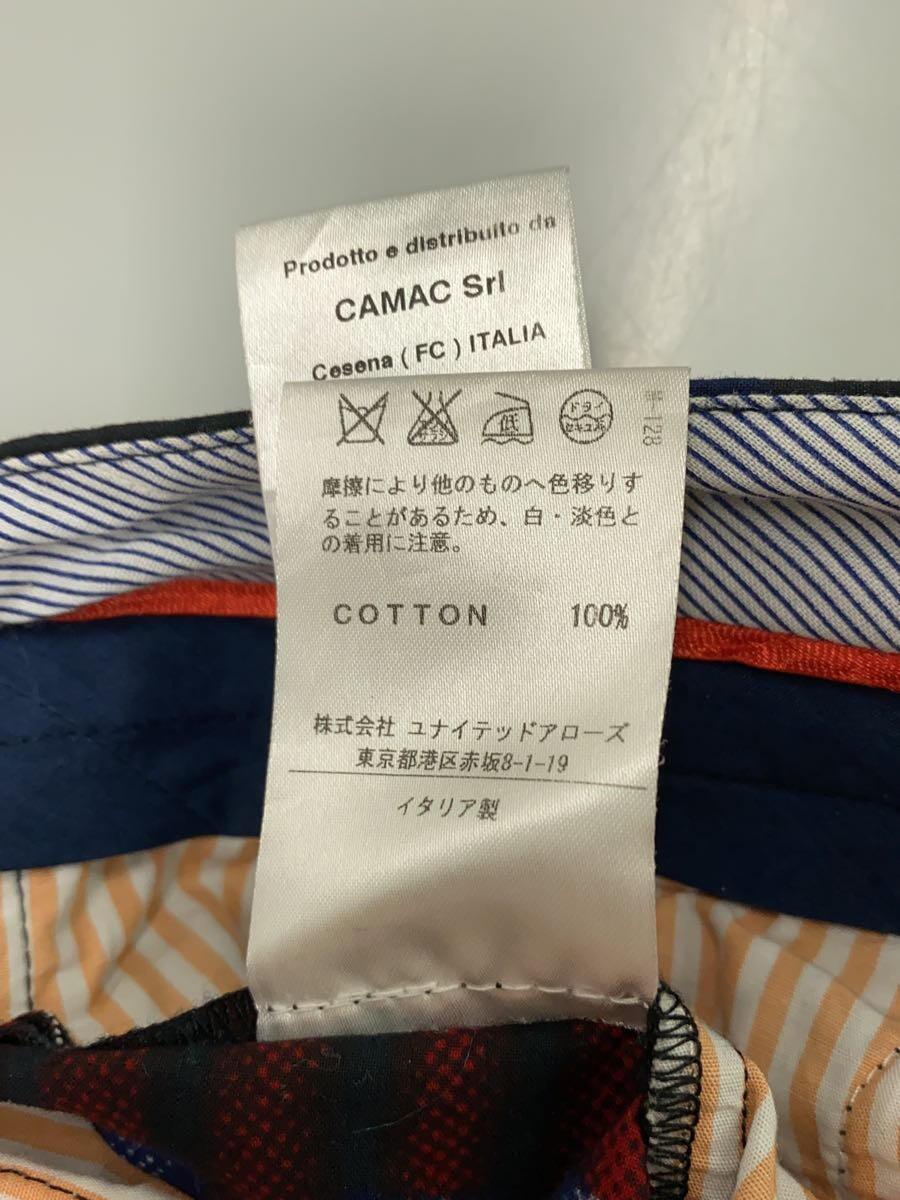 Prodotto e distribuito da
CAMAC Srl
Cesena ( FC ) ITALIA
低
ドライ
セキユ系
摩擦により他のものへ色移りす
ることがあるため、白・淡色と
の着用に注意。
COTTON 100%
株式会社 ユナイテッドアローズ
東京都港区赤坂8-1-19
イタリア製